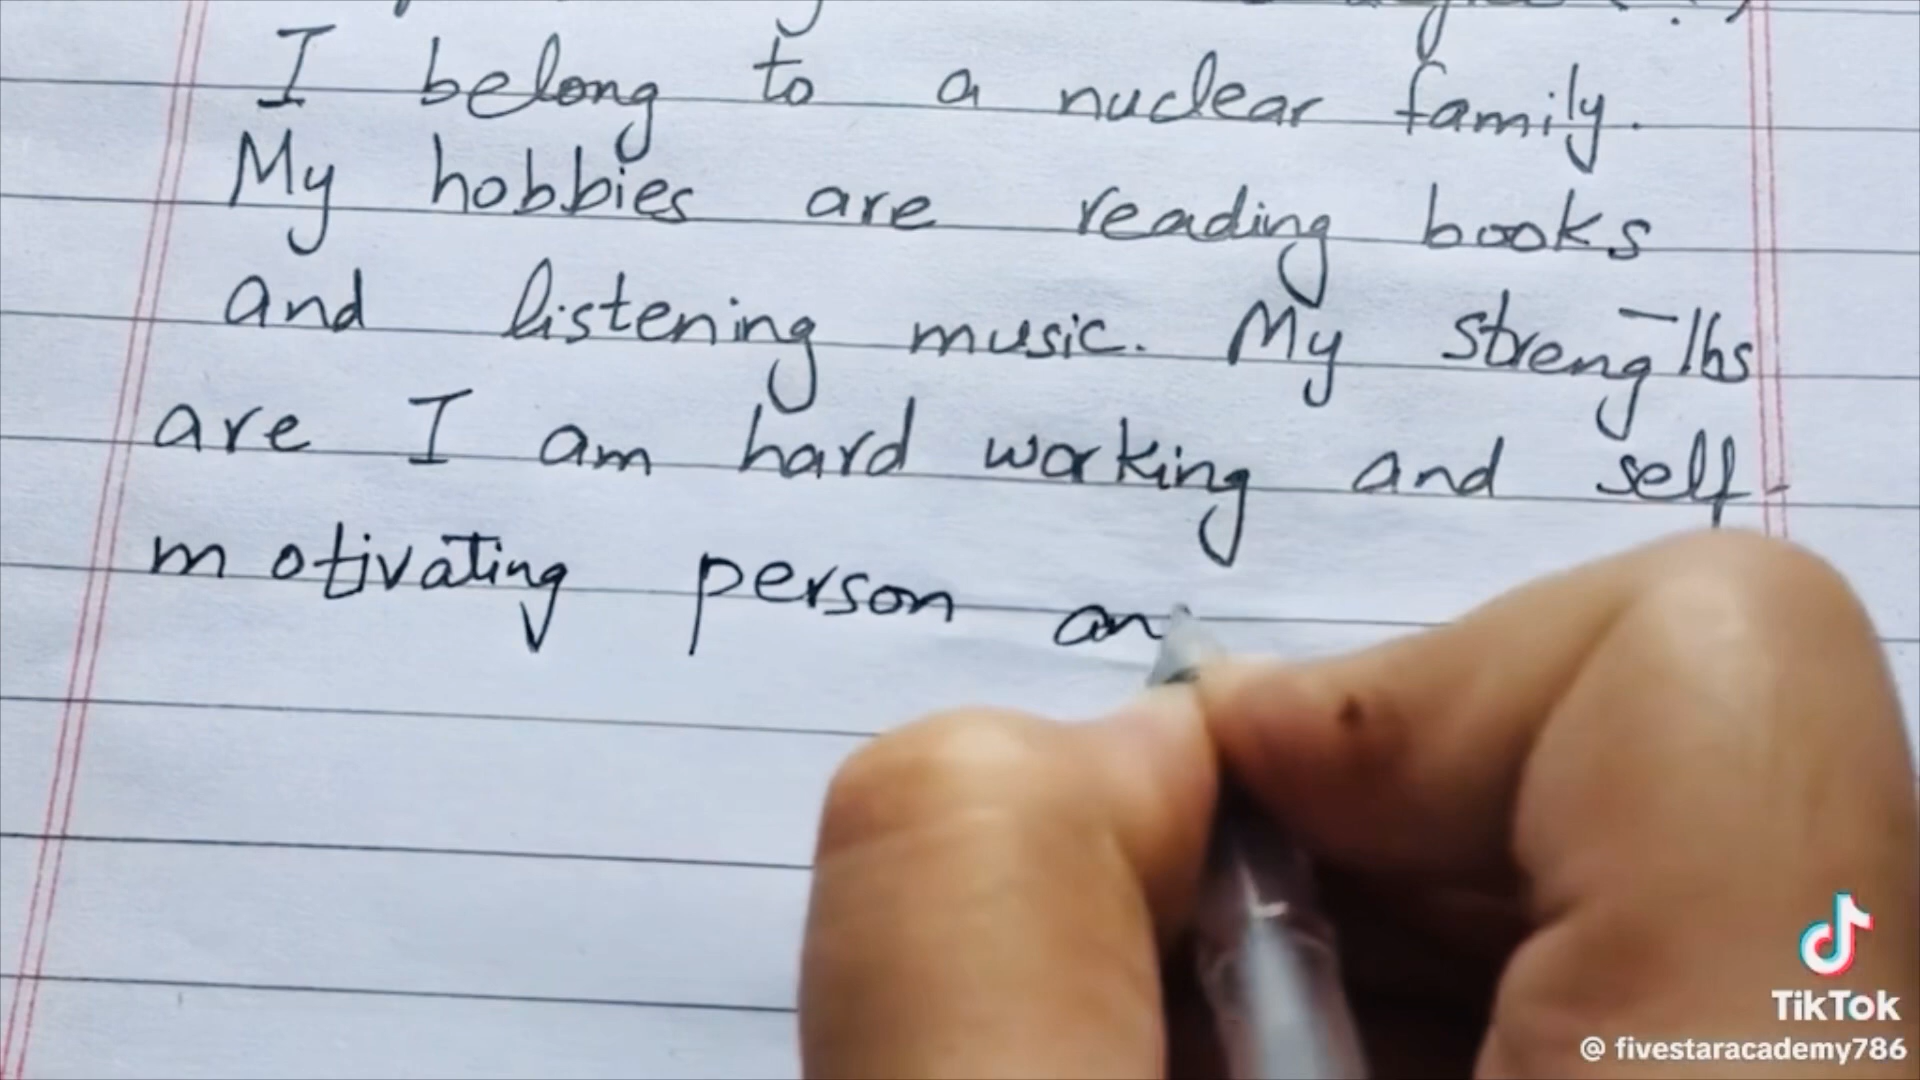 I belong to a nuclear family.
My hobbies are reading books
and listening music. My strengths
are I am hard working and self-
motivating person an
TikTok
@ fivestaracademy786